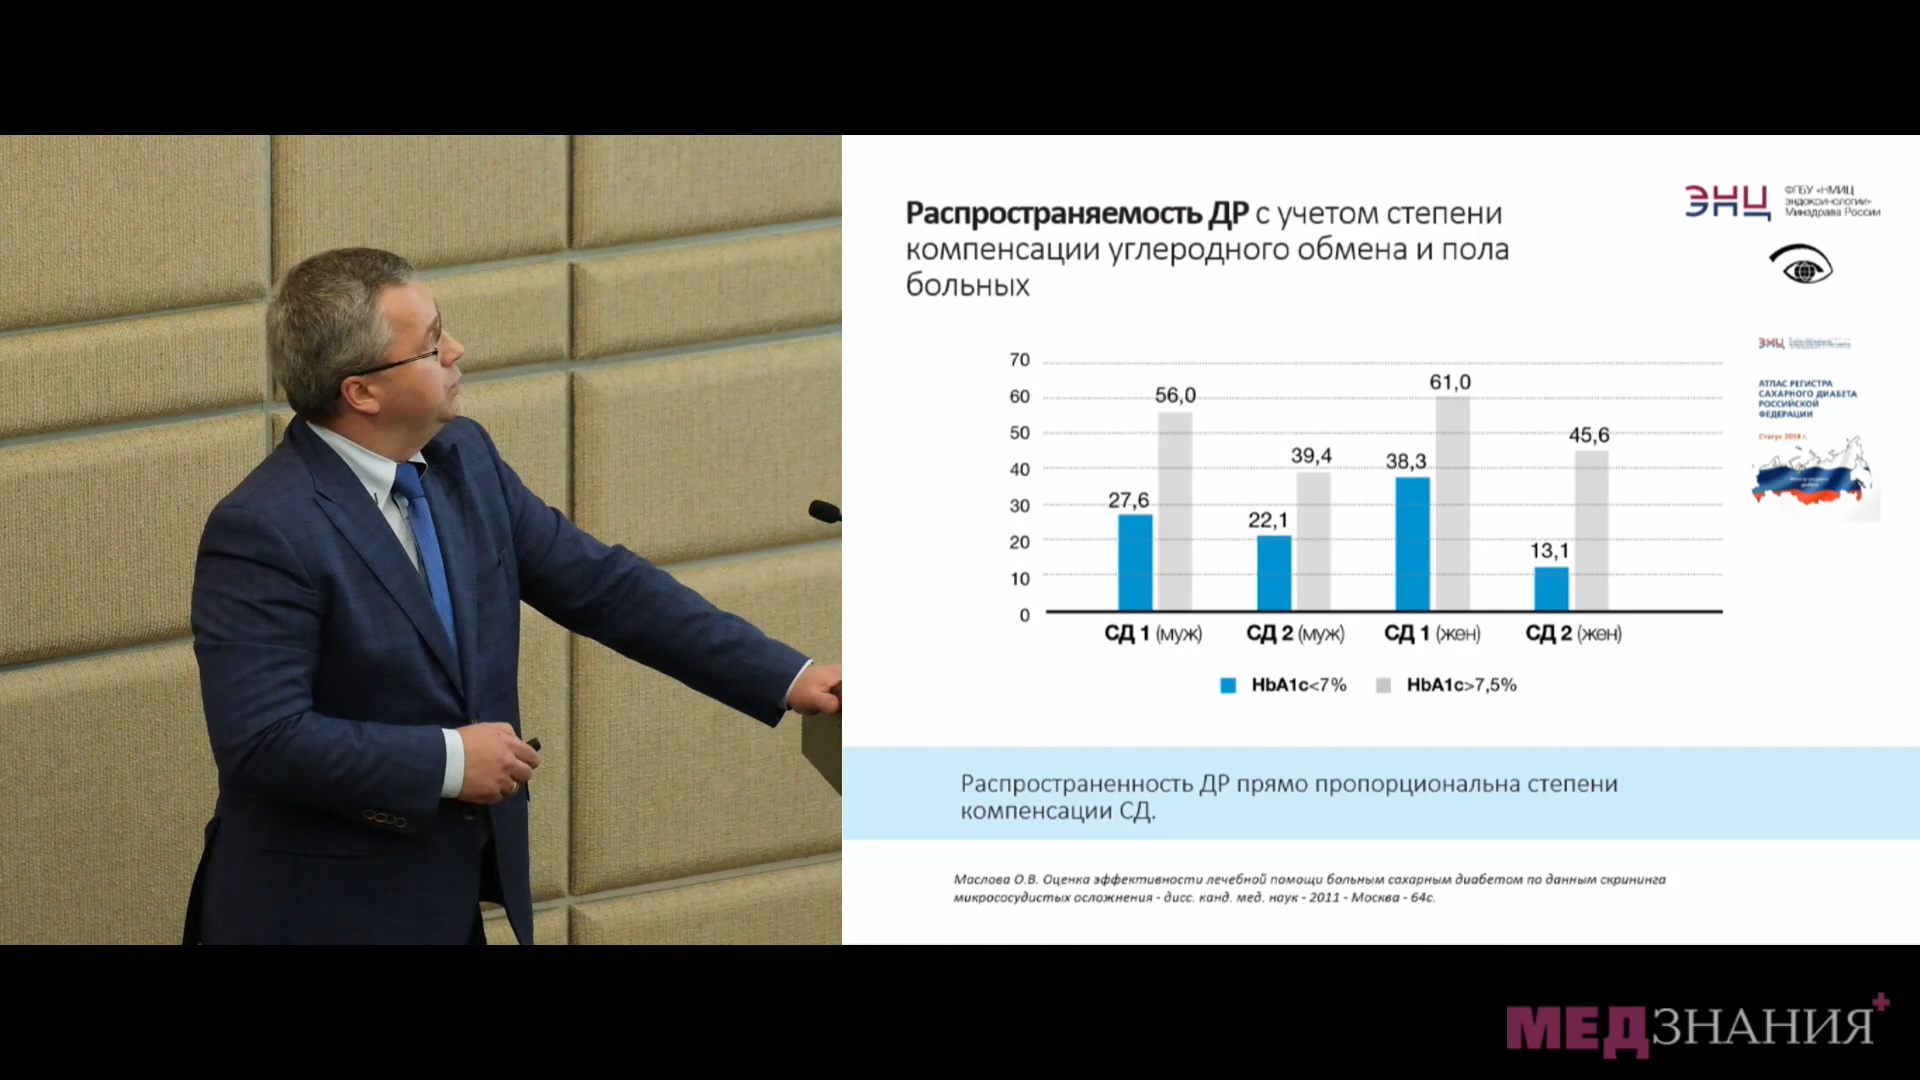 Распространяемость ДР с учетом степени
компенсации углеродного обмена и пола
больных
ЭНЦ
ФГБУ «НМИЦ
эндокринологии»
Минздрава России
ЭНЦ
АТЛАС РЕГИСТРА
САХАРНОГО ДИАБЕТА
РОССИЙСКОЙ
ФЕДЕРАЦИИ
Статус 2018 г.
70
60
50
40
30
20
10
0
27,6
56,0
22,1
39,4
38,3
61,0
13,1
45,6
СД 1 (муж)
СД 2 (муж)
СД 1 (жен)
СД 2 (жен)
HbA1c<7%
HbA1c>7,5%
Распространенность ДР прямо пропорциональна степени
компенсации СД.
Маслова О.В. Оценка эффективности лечебной помощи больным сахарным диабетом по данным скрининга
микрососудистых осложнения - дисс. канд. мед. наук - 2011 - Москва - 64с.
МЕДЗНАНИЯ+